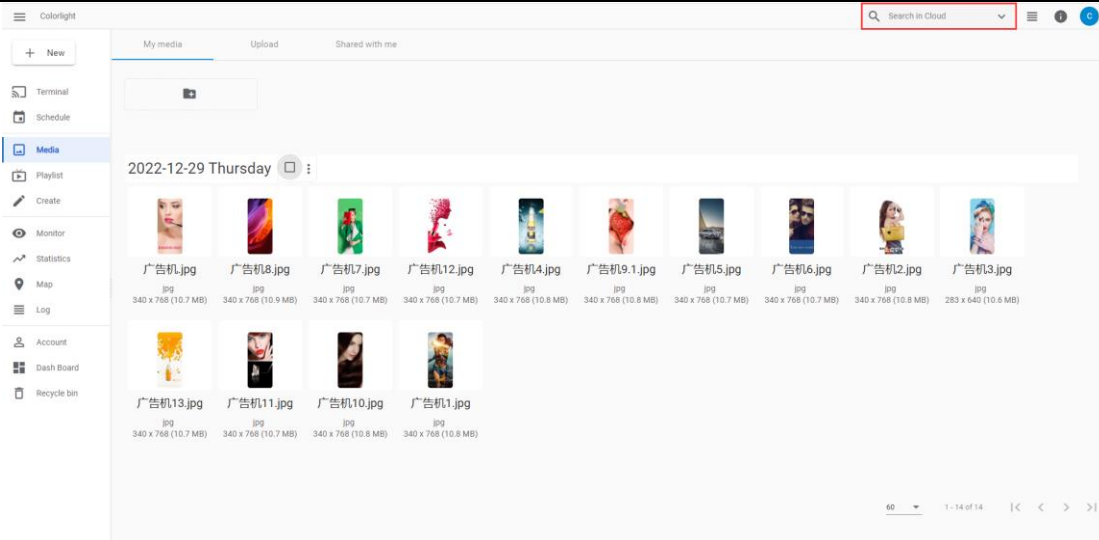 Colorlight
Search in Cloud
C
New
My media
Upload
Shared with me
Terminal
Schedule
Media
Playlist
Create
Monitor
Statistics
Map
Log
Account
Dash Board
Recycle bin
2022-12-29 Thursday
广告机.jpg
jpg
340 x 768 (10.7 MB)
广告机8.jpg
jpg
340 x 768 (10.9 MB)
广告机7.jpg
jpg
340 x 768 (10.7 MB)
广告机12.jpg
jpg
340 x 768 (10.7 MB)
广告机4.jpg
jpg
340 x 768 (10.8 MB)
广告机9.1.jpg
jpg
340 x 768 (10.8 MB)
广告机5.jpg
jpg
340 x 768 (10.7 MB)
广告机6.jpg
jpg
340 x 768 (10.7 MB)
广告机2.jpg
jpg
340 x 768 (10.8 MB)
广告机3.jpg
jpg
283 x 640 (10.6 MB)
广告机13.jpg
jpg
340 x 768 (10.7 MB)
广告机11.jpg
jpg
340 x 768 (10.7 MB)
广告机10.jpg
jpg
340 x 768 (10.8 MB)
广告机1.jpg
jpg
340 x 768 (10.8 MB)
60
1 - 14 of 14